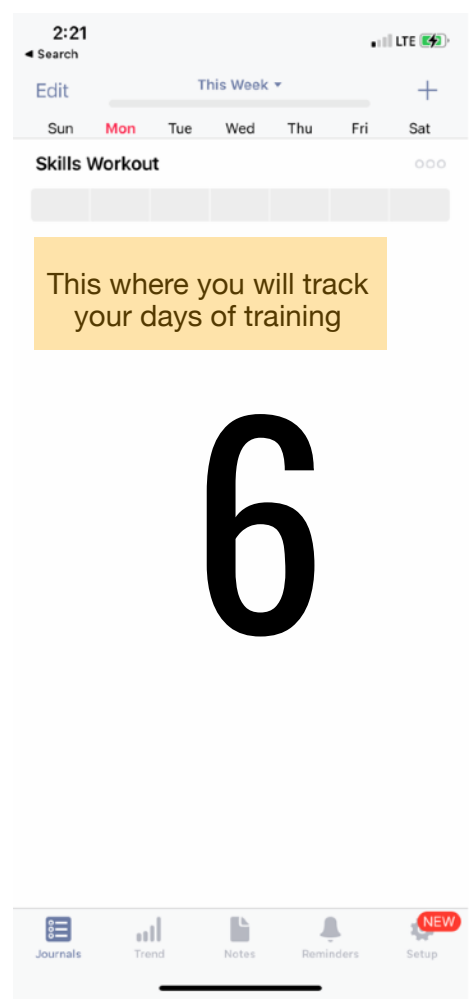 2:21
LTE
◄ Search
Edit
This Week ▾
+
Sun Mon Tue Wed Thu Fri Sat
Skills Workout
This where you will track
your days of training
6
NEW
Journals Trend Notes Reminders Setup